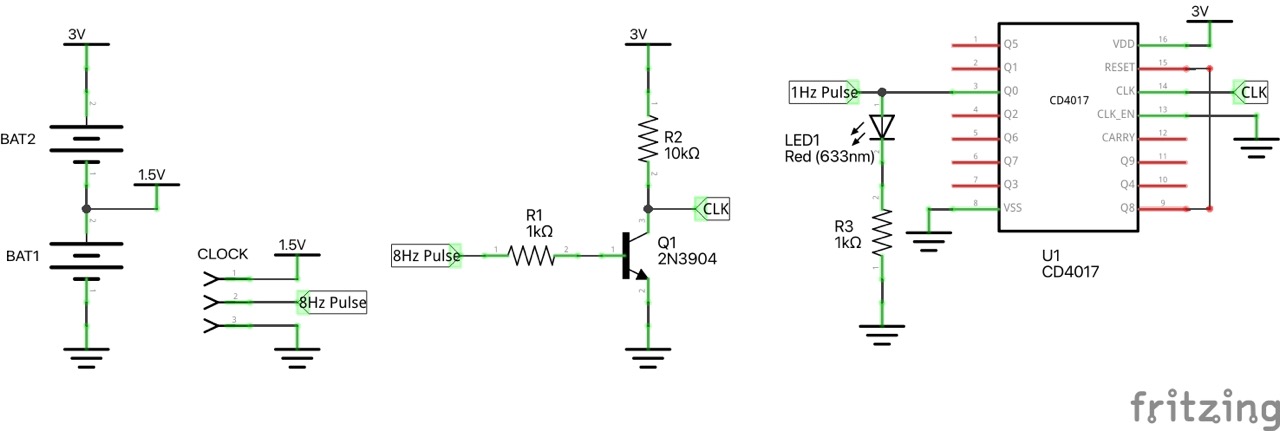 3V
2
BAT2
1
1.5V
2
BAT1
1
CLOCK
1.5V
1
2
8Hz Pulse
3
3V
1
R2
10kΩ
2
CLK
3
R1
1kΩ
8Hz Pulse
1
2
1
Q1
2N3904
2
1Hz Pulse
1
LED1
Red (633nm)
2
2
R3
1kΩ
1
3V
1 Q5 VDD 16
2 Q1 RESET 15
3 Q0 CLK 14
CLK
CD4017
4 Q2 CLK_EN 13
5 Q6 CARRY 12
6 Q7 Q9 11
7 Q3 Q4 10
8 VSS Q8 9
U1
CD4017
fritzing